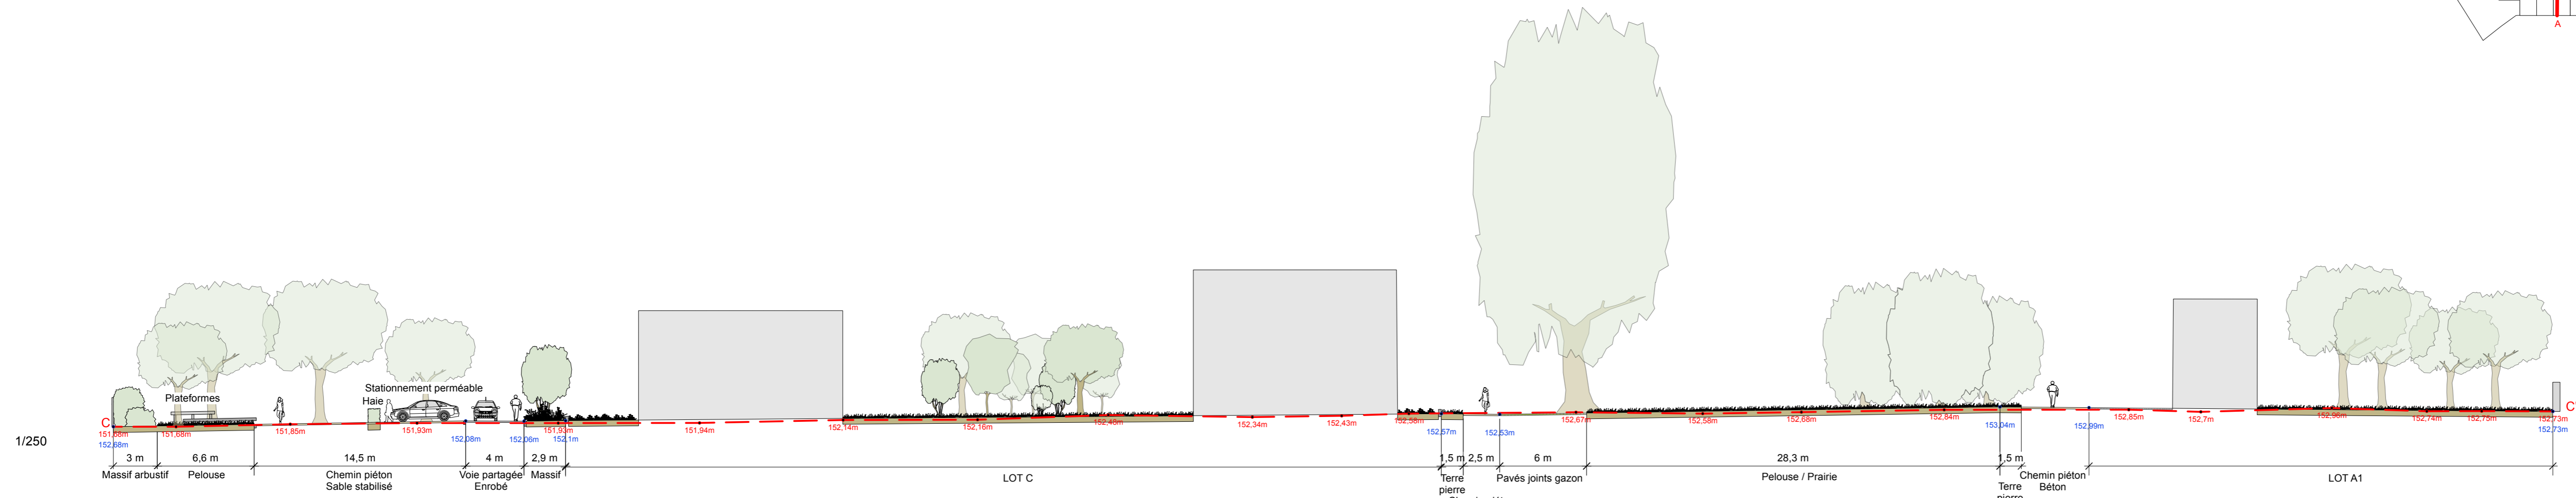 A
Stationnement perméable
Haie
Plateformes
C
C
151,68m
151,68m
151,85m
151,93m
151,93m
151,94m
152,14m
152,16m
152,48m
152,34m
152,43m
152,58m
152,67m
152,58m
152,68m
152,84m
152,85m
152,7m
152,96m
152,74m
152,75m
152,73m
152,68m
152,08m
152,06m
152,1m
152,57m
152,53m
153,04m
152,99m
152,73m
1/250
3 m
6,6 m
14,5 m
4 m
2,9 m
1,5 m
2,5 m
6 m
28,3 m
1,5 m
Massif arbustif
Pelouse
Chemin piéton
Sable stabilisé
Voie partagée
Enrobé
Massif
LOT C
Terre
pierre
Pavés joints gazon
Pelouse / Prairie
Terre
pierre
Chemin piéton
Béton
LOT A1